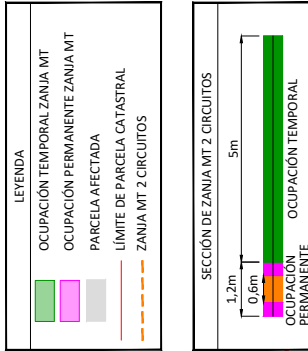 LEYENDA
OCUPACIÓN TEMPORAL ZANJA MT
OCUPACIÓN PERMANENTE ZANJA MT
PARCELA AFECTADA
LÍMITE DE PARCELA CATASTRAL
ZANJA MT 2 CIRCUITOS
SECCIÓN DE ZANJA MT 2 CIRCUITOS
1,2m
5m
0,6m
OCUPACIÓN
PERMANENTE
OCUPACIÓN TEMPORAL